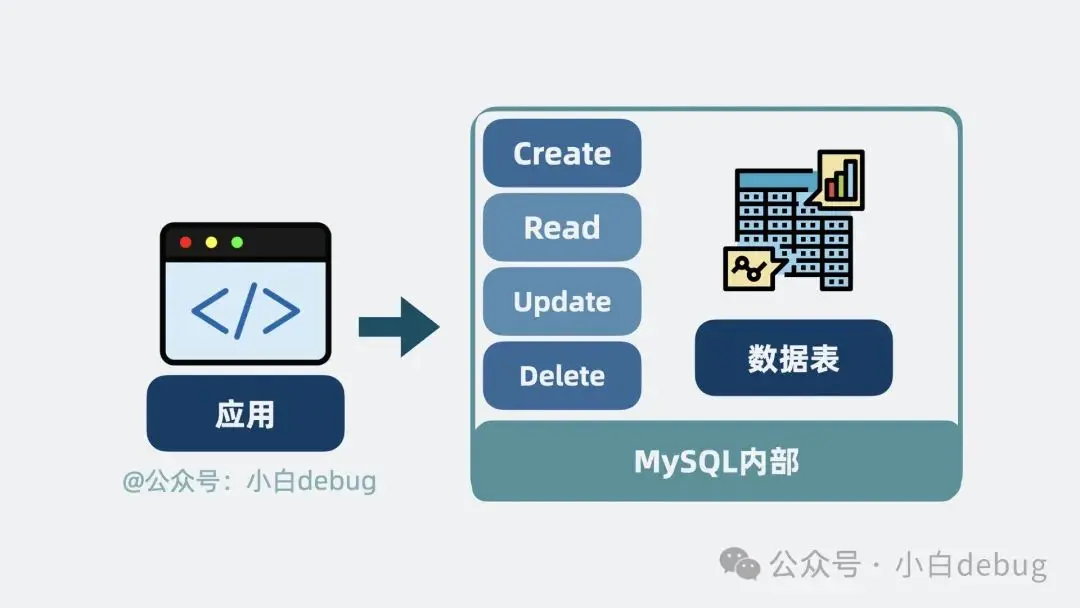 Create
Read
Update
Delete
数据表
应用
MySQL内部
@公众号：小白debug
公众号 · 小白debug